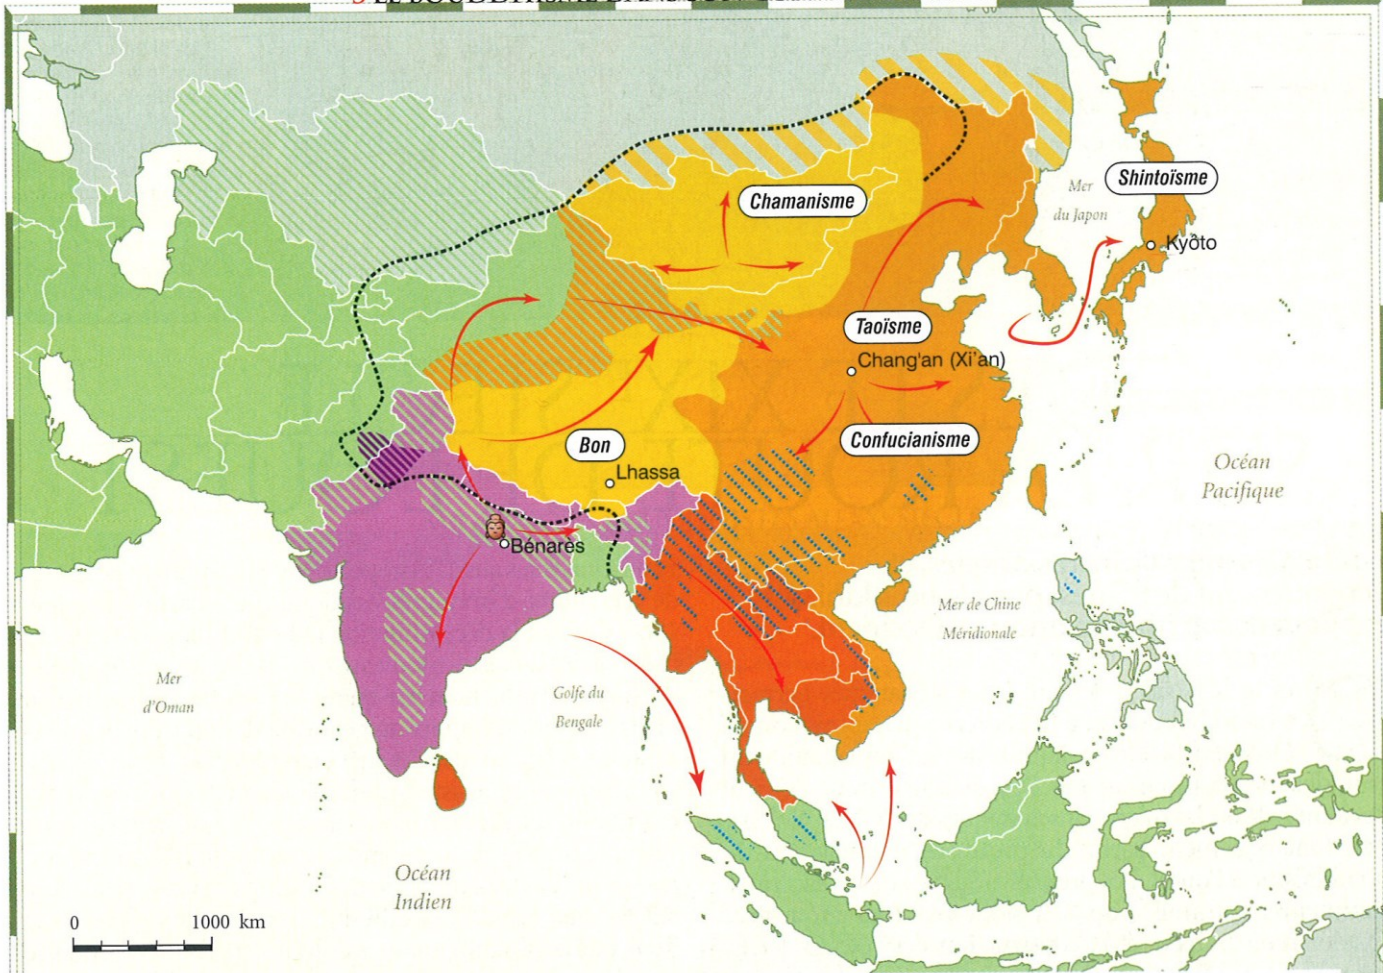 Chamanisme
Shintoïsme
Mer
du Japon
Kyôto
Taoïsme
Chang'an (Xi'an)
Confucianisme
Bon
Lhassa
Océan
Pacifique
Bénarès
Mer de Chine
Méridionale
Mer
d'Oman
Golfe du
Bengale
Océan
Indien
0 1000 km